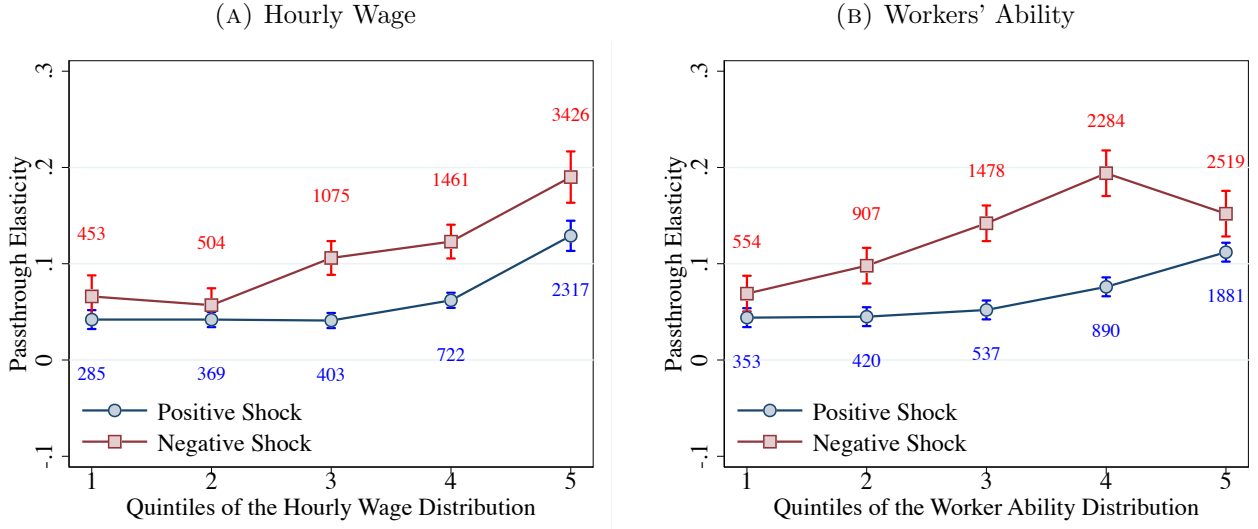 (A) Hourly Wage
Passthrough Elasticity
.3
.2
.1
0
-.1
453
504
1075
1461
3426
285
369
403
722
2317
Positive Shock
Negative Shock
1 2 3 4 5
Quintiles of the Hourly Wage Distribution
(B) Workers' Ability
Passthrough Elasticity
.3
.2
.1
0
-.1
554
907
1478
2284
2519
353
420
537
890
1881
Positive Shock
Negative Shock
1 2 3 4 5
Quintiles of the Worker Ability Distribution